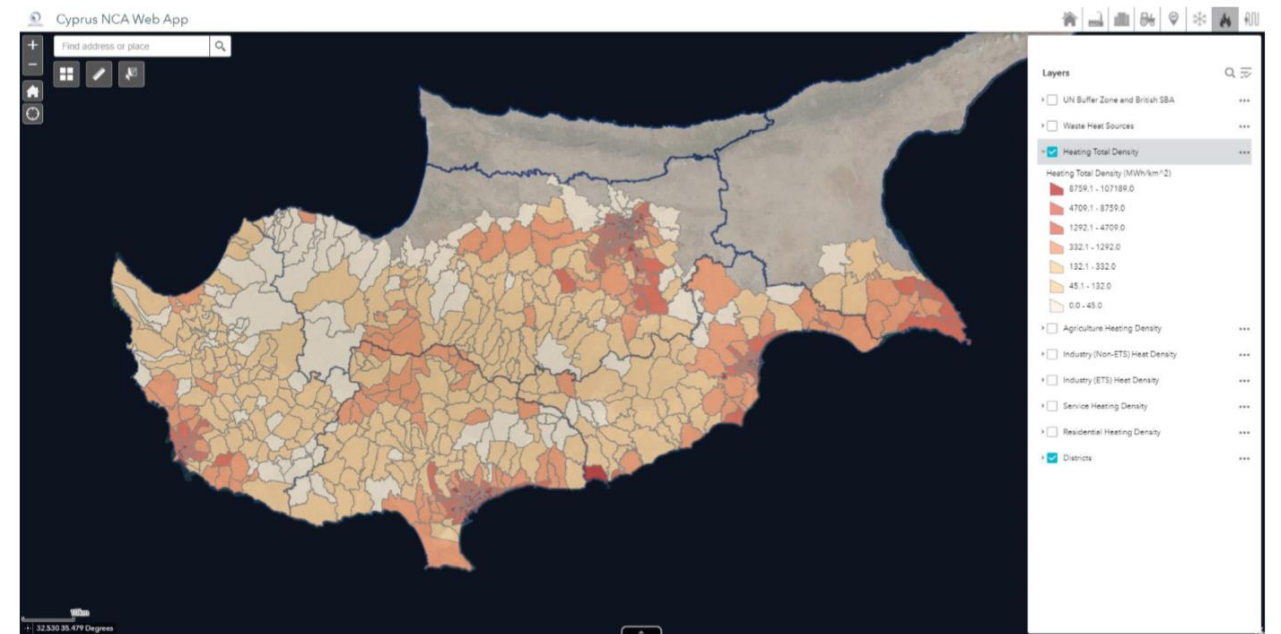 Cyprus NCA Web App
Find address or place
Layers
UN Buffer Zone and British SBA
Waste Heat Sources
Heating Total Density
Heating Total Density (MWh/km^2)
8759.1 - 107189.0
4709.1 - 8759.0
1292.1 - 4709.0
332.1 - 1292.0
132.1 - 332.0
45.1 - 132.0
0.0 - 45.0
Agriculture Heating Density
Industry (Non-ETS) Heat Density
Industry (ETS) Heat Density
Service Heating Density
Residential Heating Density
Districts
10km
32.530 35.479 Degrees